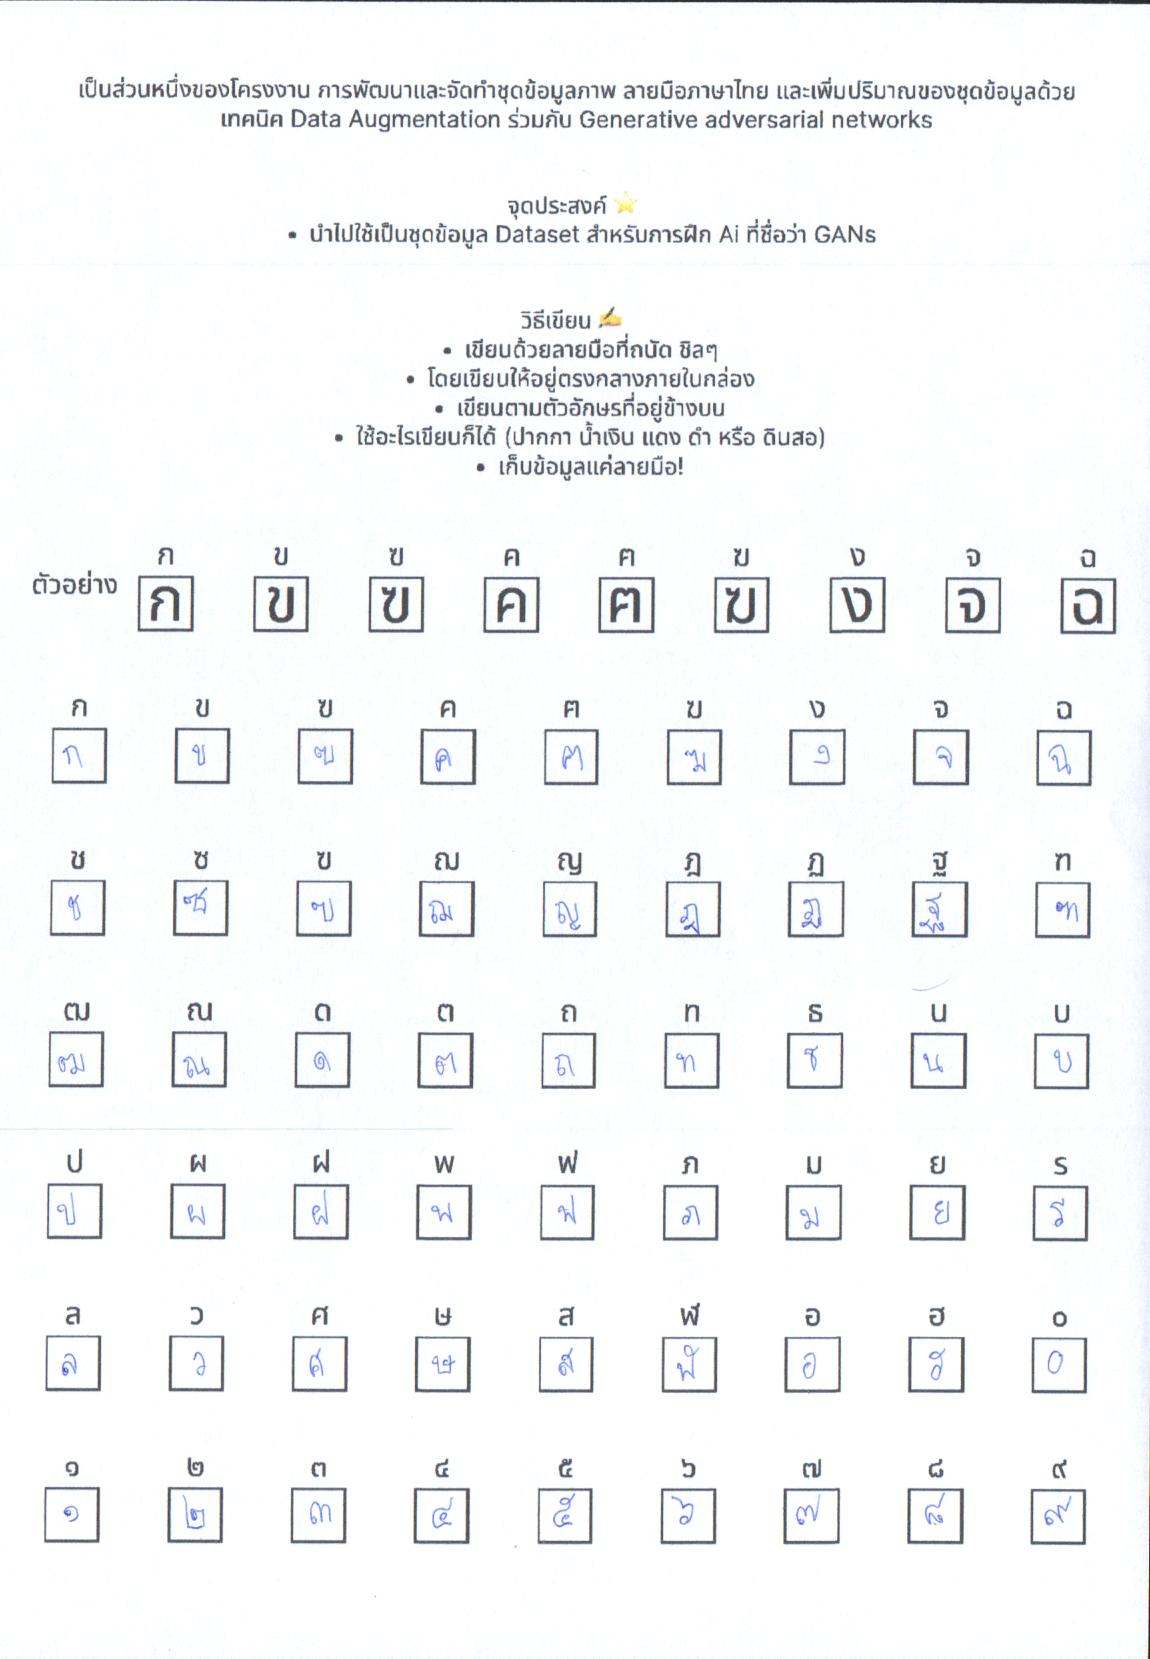 เป็นส่วนหนึ่งของโครงงาน การพัฒนาและจัดทำชุดข้อมูลภาพ ลายมือภาษาไทย และเพิ่มปริมาณของชุดข้อมูลด้วย
เทคนิค Data Augmentation ร่วมกับ Generative adversarial networks
จุดประสงค์ ⭐
• นำไปใช้เป็นชุดข้อมูล Dataset สำหรับการฝึก Ai ที่ชื่อว่า GANs
วิธีเขียน ✍️
• เขียนด้วยลายมือที่ถนัด ชิลๆ
• โดยเขียนให้อยู่ตรงกลางภายในกล่อง
• เขียนตามตัวอักษรที่อยู่ข้างบน
• ใช้อะไรเขียนก็ได้ (ปากกา น้ำเงิน แดง ดำ หรือ ดินสอ)
• เก็บข้อมูลแค่ลายมือ!
ก ข ฃ ค ฅ ฆ ง จ ฉ
ตัวอย่าง ก ข ฃ ค ฅ ฆ ง จ ฉ
ก ข ฃ ค ฅ ฆ ง จ ฉ
ก ข ฃ ค ฅ ฆ ง จ ฉ
ช ซ ฃ ฌ ญ ฎ ฏ ฐ ฑ
ช ซ ฃ ฌ ญ ฎ ฏ ฐ ฑ
ฒ ณ ด ต ถ ท ธ น บ
ฒ ณ ด ต ถ ท ธ น บ
ป ผ ฝ พ ฟ ภ ม ย ร
ป ผ ฝ พ ฟ ภ ม ย ร
ล ว ศ ษ ส ฬ อ ฮ ๐
ล ว ศ ษ ส ฬ อ ฮ ๐
๑ ๒ ๓ ๔ ๕ ๖ ๗ ๘ ๙
๑ ๒ ๓ ๔ ๕ ๖ ๗ ๘ ๙